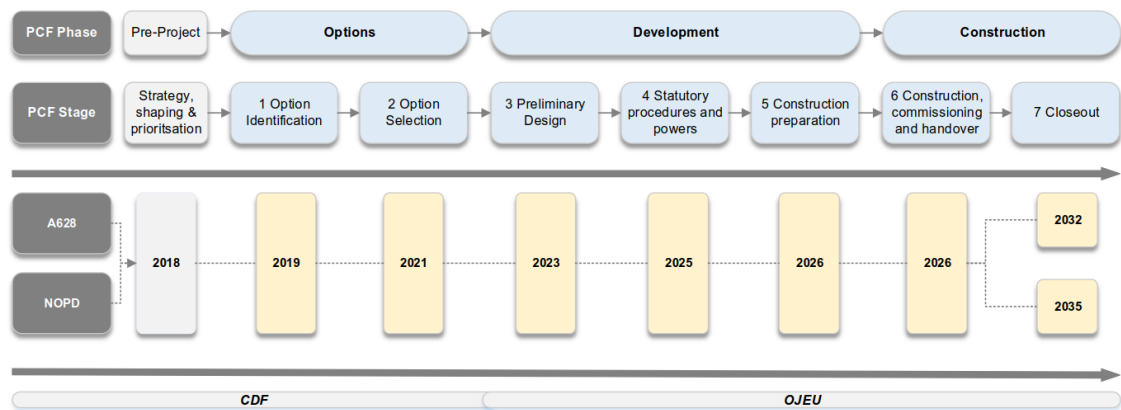 PCF Phase
Pre-Project
Options
Development
Construction
PCF Stage
Strategy,
shaping &
prioritsation
1 Option
Identification
2 Option
Selection
3 Preliminary
Design
4 Statutory
procedures and
powers
5 Construction
preparation
6 Construction,
commissioning
and handover
7 Closeout
A628
NOPD
2018
2019
2021
2023
2025
2026
2026
2032
2035
CDF
OJEU